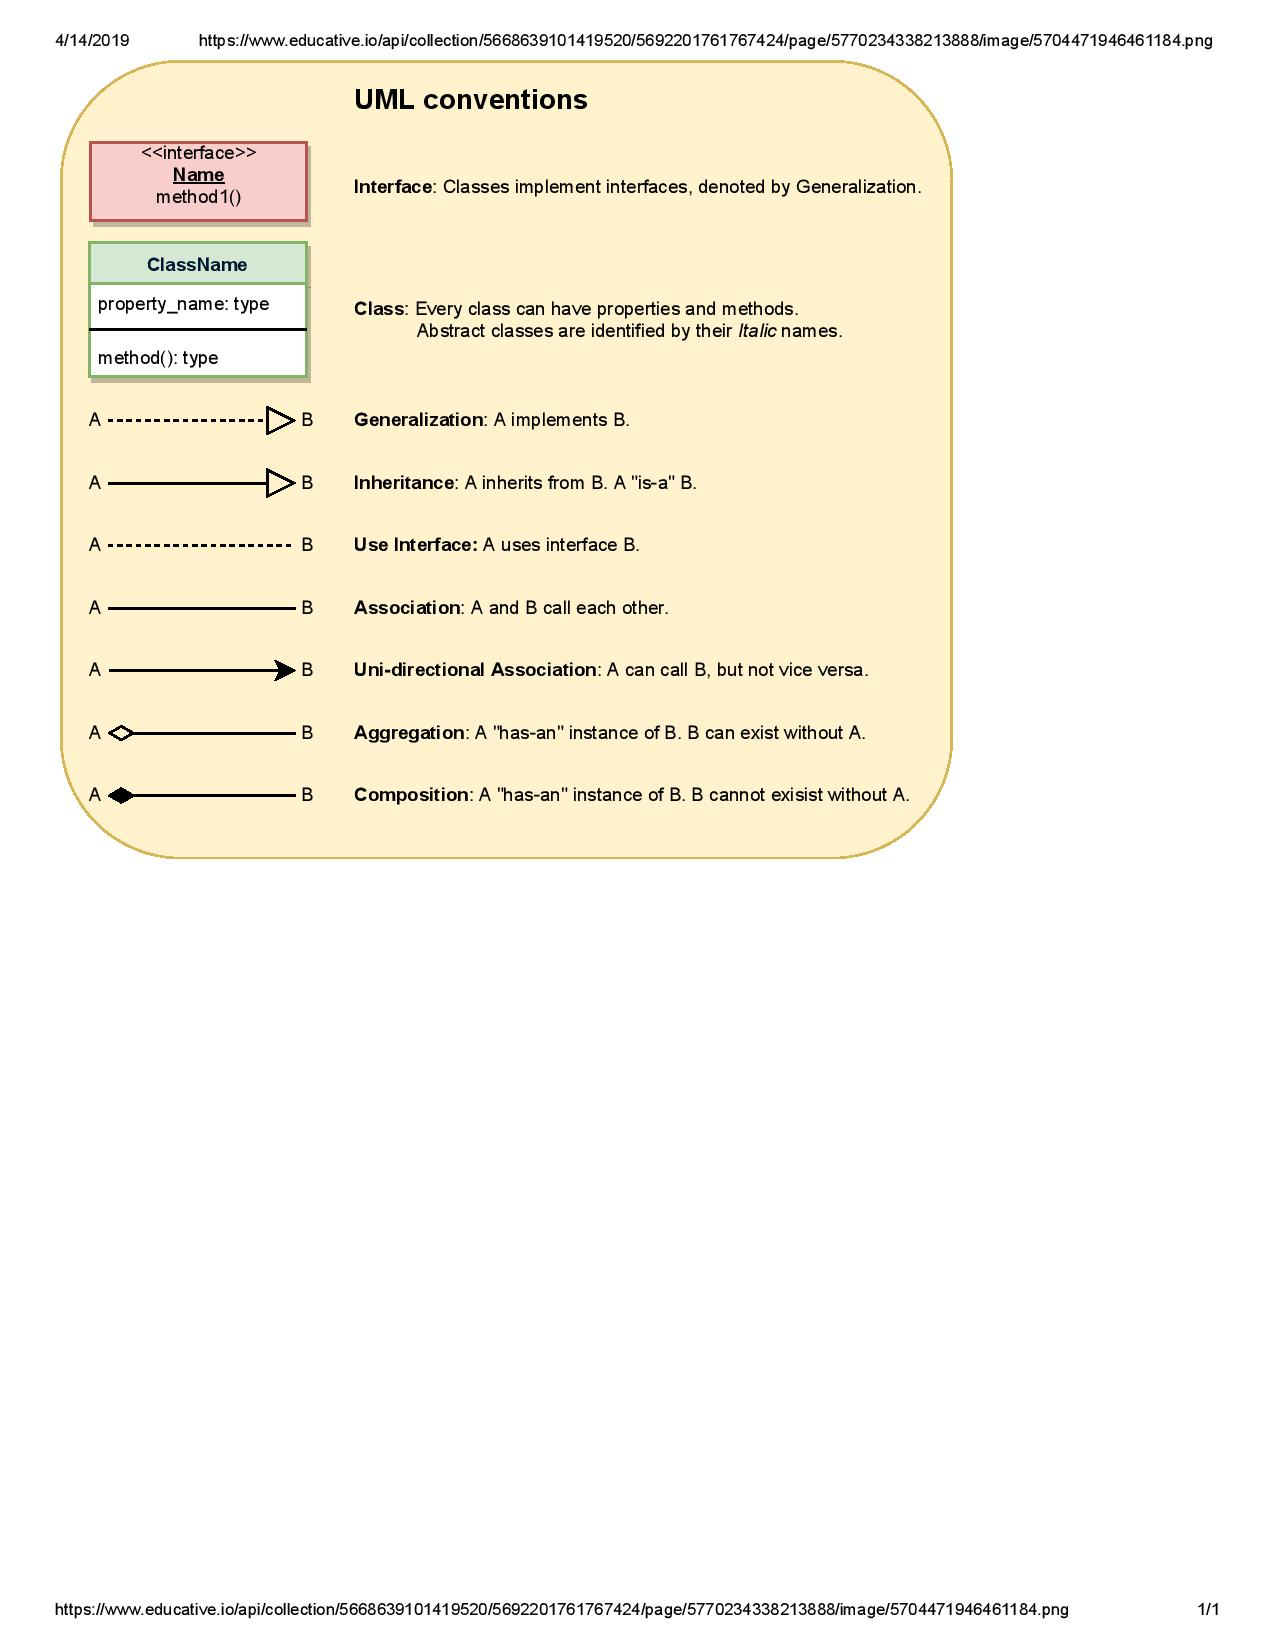 4/14/2019 https://www.educative.io/api/collection/5668639101419520/5692201761767424/page/5770234338213888/image/5704471946461184.png
UML conventions
<<interface>>
Name
method1()
Interface: Classes implement interfaces, denoted by Generalization.
ClassName
property_name: type
method(): type
Class: Every class can have properties and methods.
Abstract classes are identified by their Italic names.
A B Generalization: A implements B.
A B Inheritance: A inherits from B. A "is-a" B.
A B Use Interface: A uses interface B.
A B Association: A and B call each other.
A B Uni-directional Association: A can call B, but not vice versa.
A B Aggregation: A "has-an" instance of B. B can exist without A.
A B Composition: A "has-an" instance of B. B cannot exisist without A.
https://www.educative.io/api/collection/5668639101419520/5692201761767424/page/5770234338213888/image/5704471946461184.png 1/1